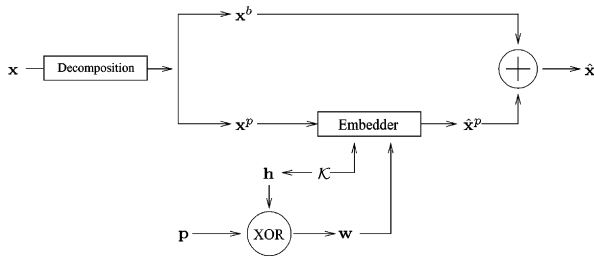 x^b
x Decomposition + x̂
x^p Embedder x̂^p
h 𝒦
p XOR w